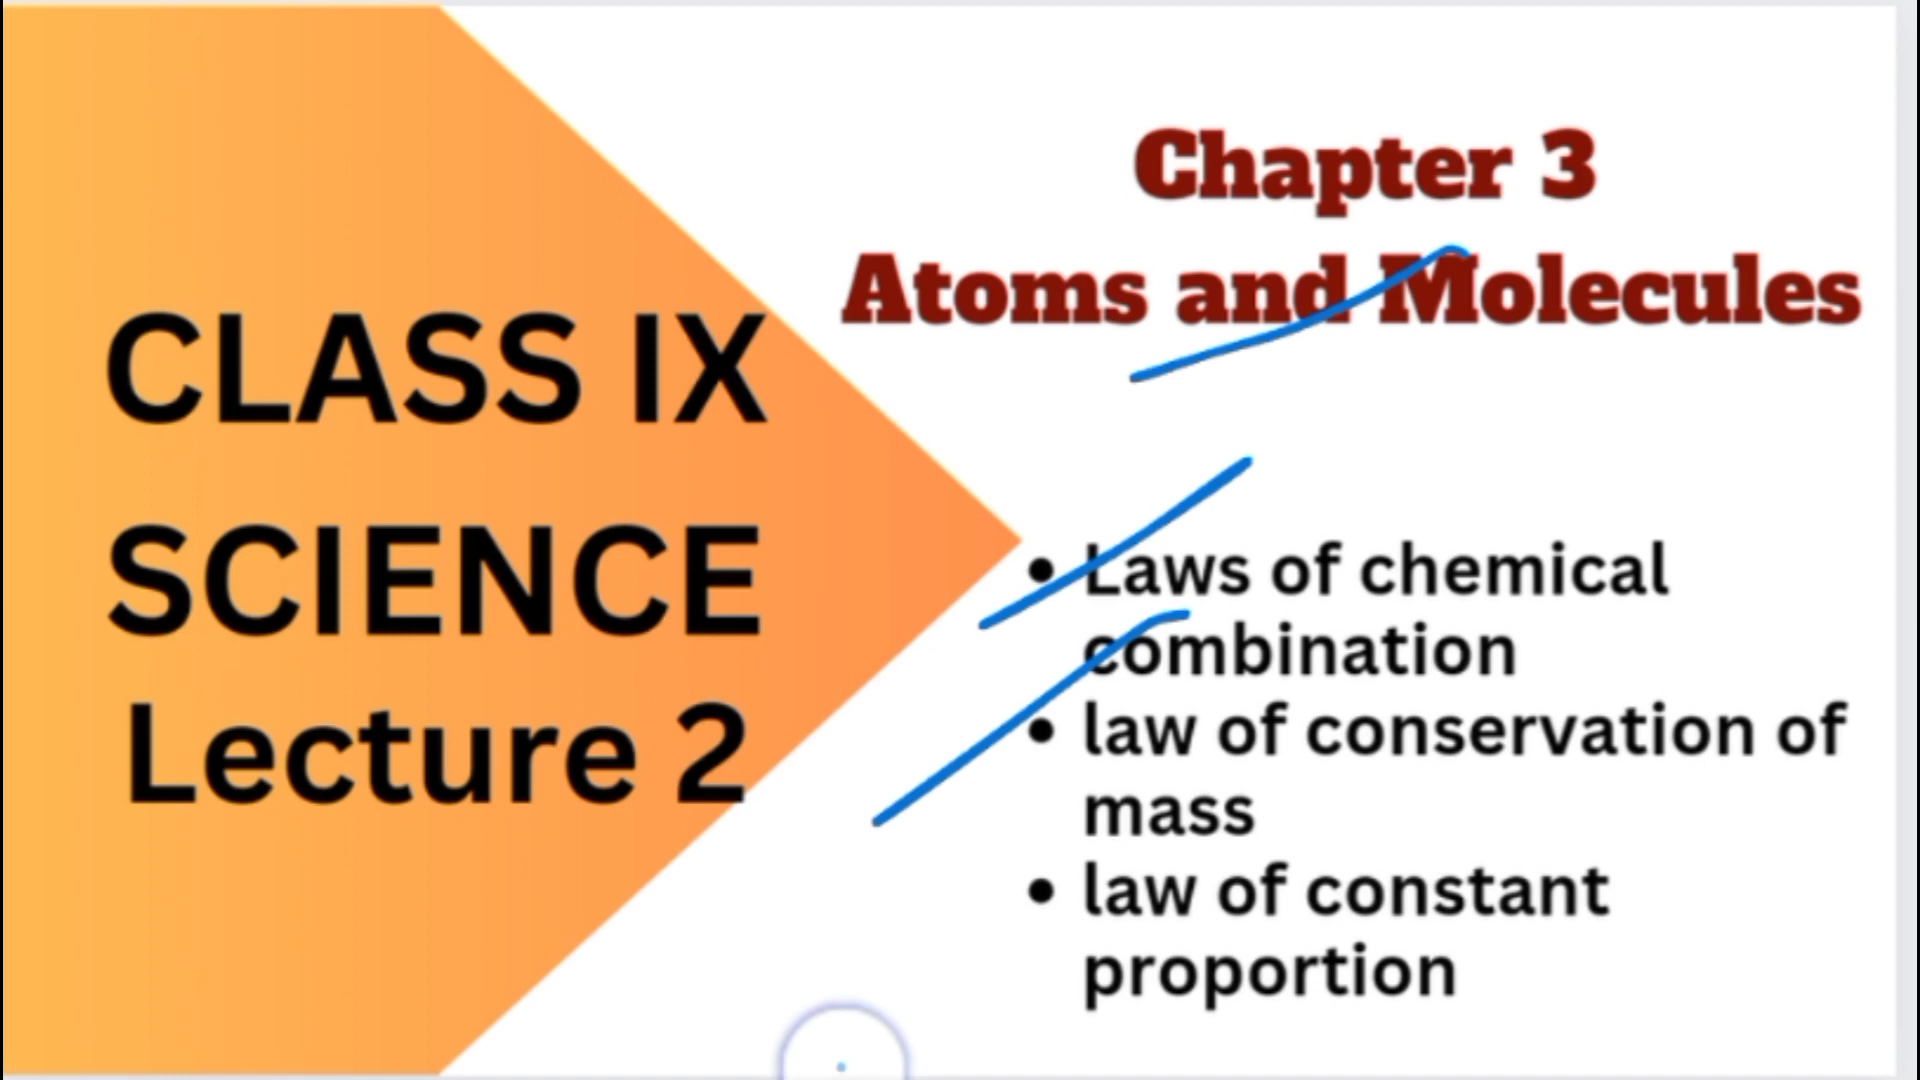 CLASS IX
SCIENCE
Lecture 2
Chapter 3
Atoms and Molecules
• Laws of chemical
combination
• law of conservation of
mass
• law of constant
proportion